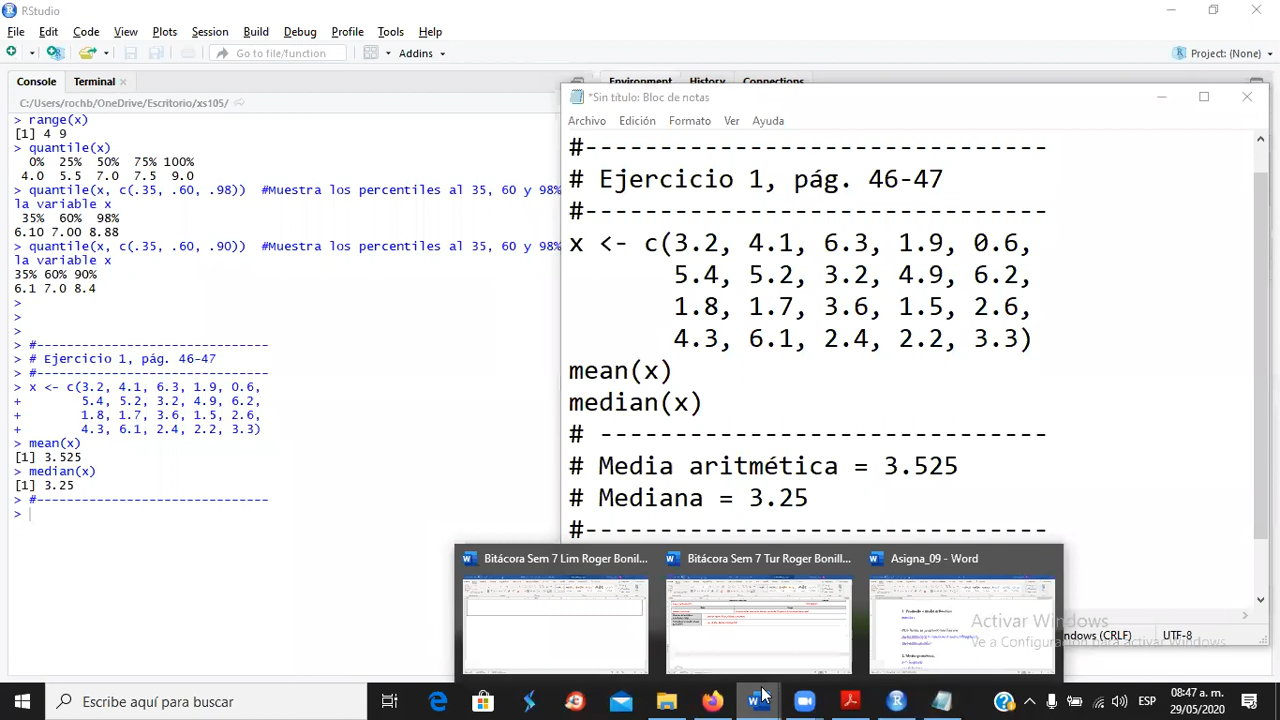 RStudio
File Edit Code View Plots Session Build Debug Profile Tools Help
Go to file/function Addins Project: (None)
Console Terminal
Environment History Connections
C:/Users/rochb/OneDrive/Escritorio/xs105/
> range(x)
[1] 4 9
> quantile(x)
0% 25% 50% 75% 100%
4.0 5.5 7.0 7.5 9.0
> quantile(x, c(.35, .60, .98)) #Muestra los percentiles al 35, 60 y 98%
la variable x
35% 60% 98%
6.10 7.00 8.88
> quantile(x, c(.35, .60, .90)) #Muestra los percentiles al 35, 60 y 98%
la variable x
35% 60% 90%
6.1 7.0 8.4
>
>
>
> #-------------------------------
> # Ejercicio 1, pág. 46-47
> #-------------------------------
> x <- c(3.2, 4.1, 6.3, 1.9, 0.6,
+ 5.4, 5.2, 3.2, 4.9, 6.2,
+ 1.8, 1.7, 3.6, 1.5, 2.6,
+ 4.3, 6.1, 2.4, 2.2, 3.3)
> mean(x)
[1] 3.525
> median(x)
[1] 3.25
> #-------------------------------
>
*Sin título: Bloc de notas
Archivo Edición Formato Ver Ayuda
#-------------------------------
# Ejercicio 1, pág. 46-47
#-------------------------------
x <- c(3.2, 4.1, 6.3, 1.9, 0.6,
5.4, 5.2, 3.2, 4.9, 6.2,
1.8, 1.7, 3.6, 1.5, 2.6,
4.3, 6.1, 2.4, 2.2, 3.3)
mean(x)
median(x)
# ------------------------------
# Media aritmética = 3.525
# Mediana = 3.25
#-------------------------------
Bitácora Sem 7 Lim Roger Bonil...
Bitácora Sem 7 Tur Roger Bonill...
Asigna_09 - Word
Activar Windows
Ve a Configuración para activar Windows
(CRLF) UTF-8
Escribe aquí para buscar
ESP
08:47 a.m.
29/05/2020